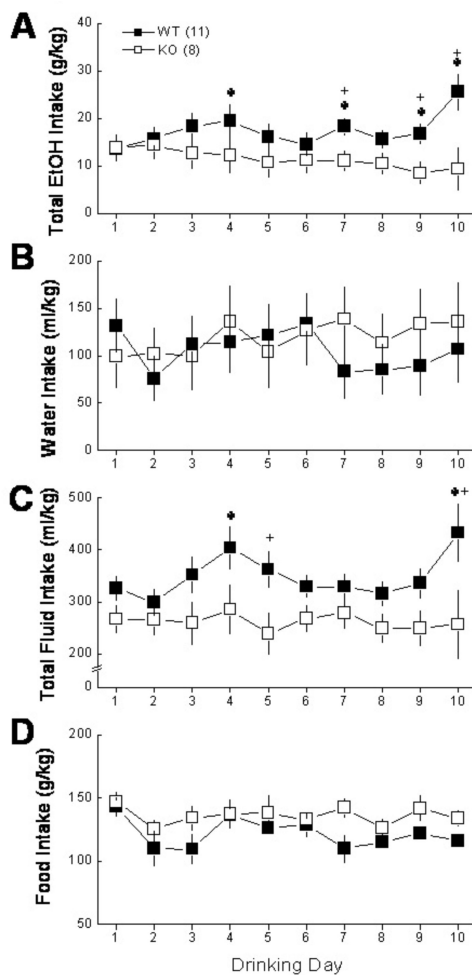 A
Total EtOH Intake (g/kg)
40
30
20
10
0
WT (11)
KO (8)
+
+
+
1 2 3 4 5 6 7 8 9 10
B
Water Intake (ml/kg)
200
150
100
50
0
1 2 3 4 5 6 7 8 9 10
C
Total Fluid Intake (ml/kg)
500
400
300
200
0
+
+
1 2 3 4 5 6 7 8 9 10
D
Food Intake (g/kg)
200
150
100
50
1 2 3 4 5 6 7 8 9 10
Drinking Day